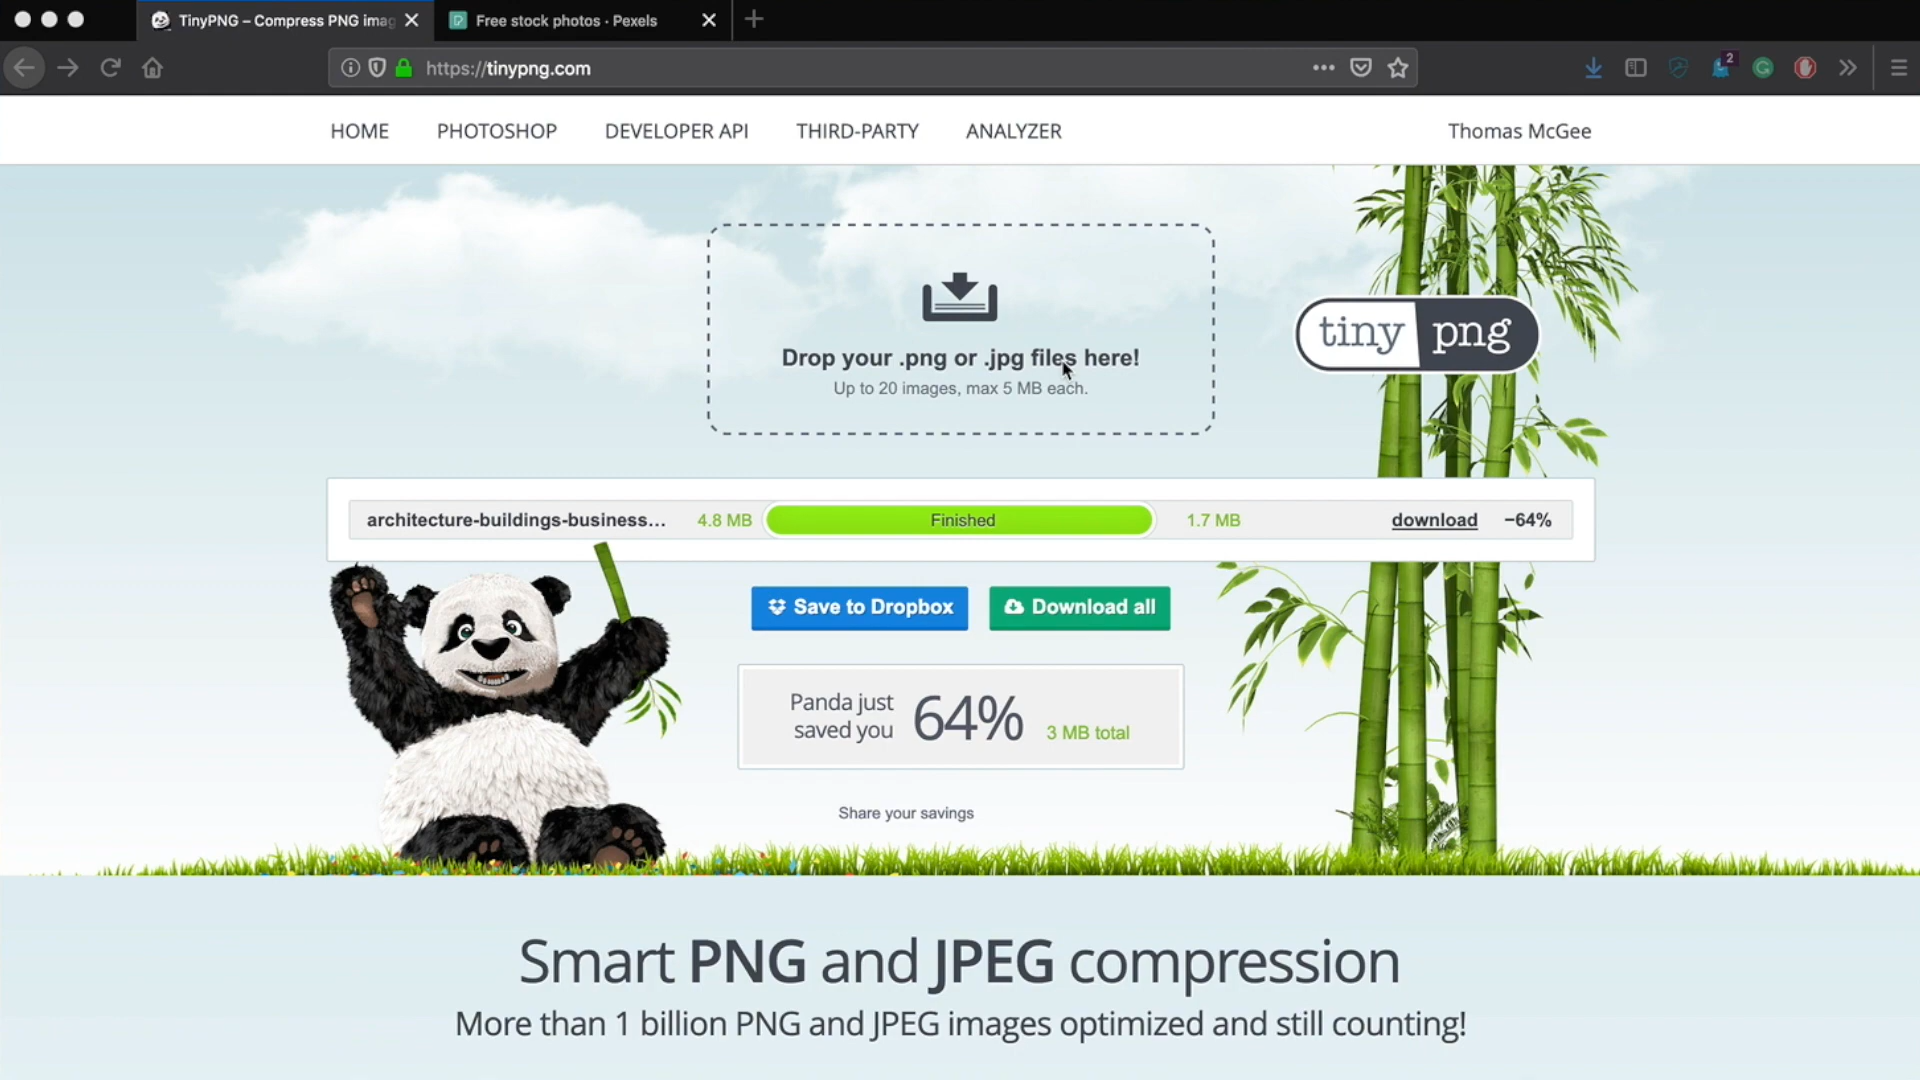 TinyPNG – Compress PNG imag
Free stock photos · Pexels
https://tinypng.com
2
HOME
PHOTOSHOP
DEVELOPER API
THIRD-PARTY
ANALYZER
Thomas McGee
Drop your .png or .jpg files here!
Up to 20 images, max 5 MB each.
tiny png
architecture-buildings-business... 4.8 MB Finished 1.7 MB download −64%
Save to Dropbox
Download all
Panda just
saved you
64%
3 MB total
Share your savings
Smart PNG and JPEG compression
More than 1 billion PNG and JPEG images optimized and still counting!